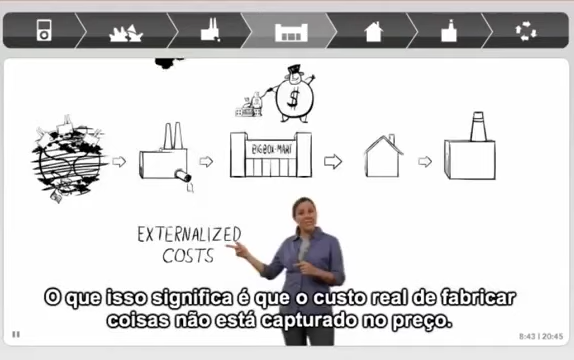 BIGBOX-MART
$
EXTERNALIZED
COSTS
O que isso significa é que o custo real de fabricar
coisas não está capturado no preço.
8:43 | 20:45